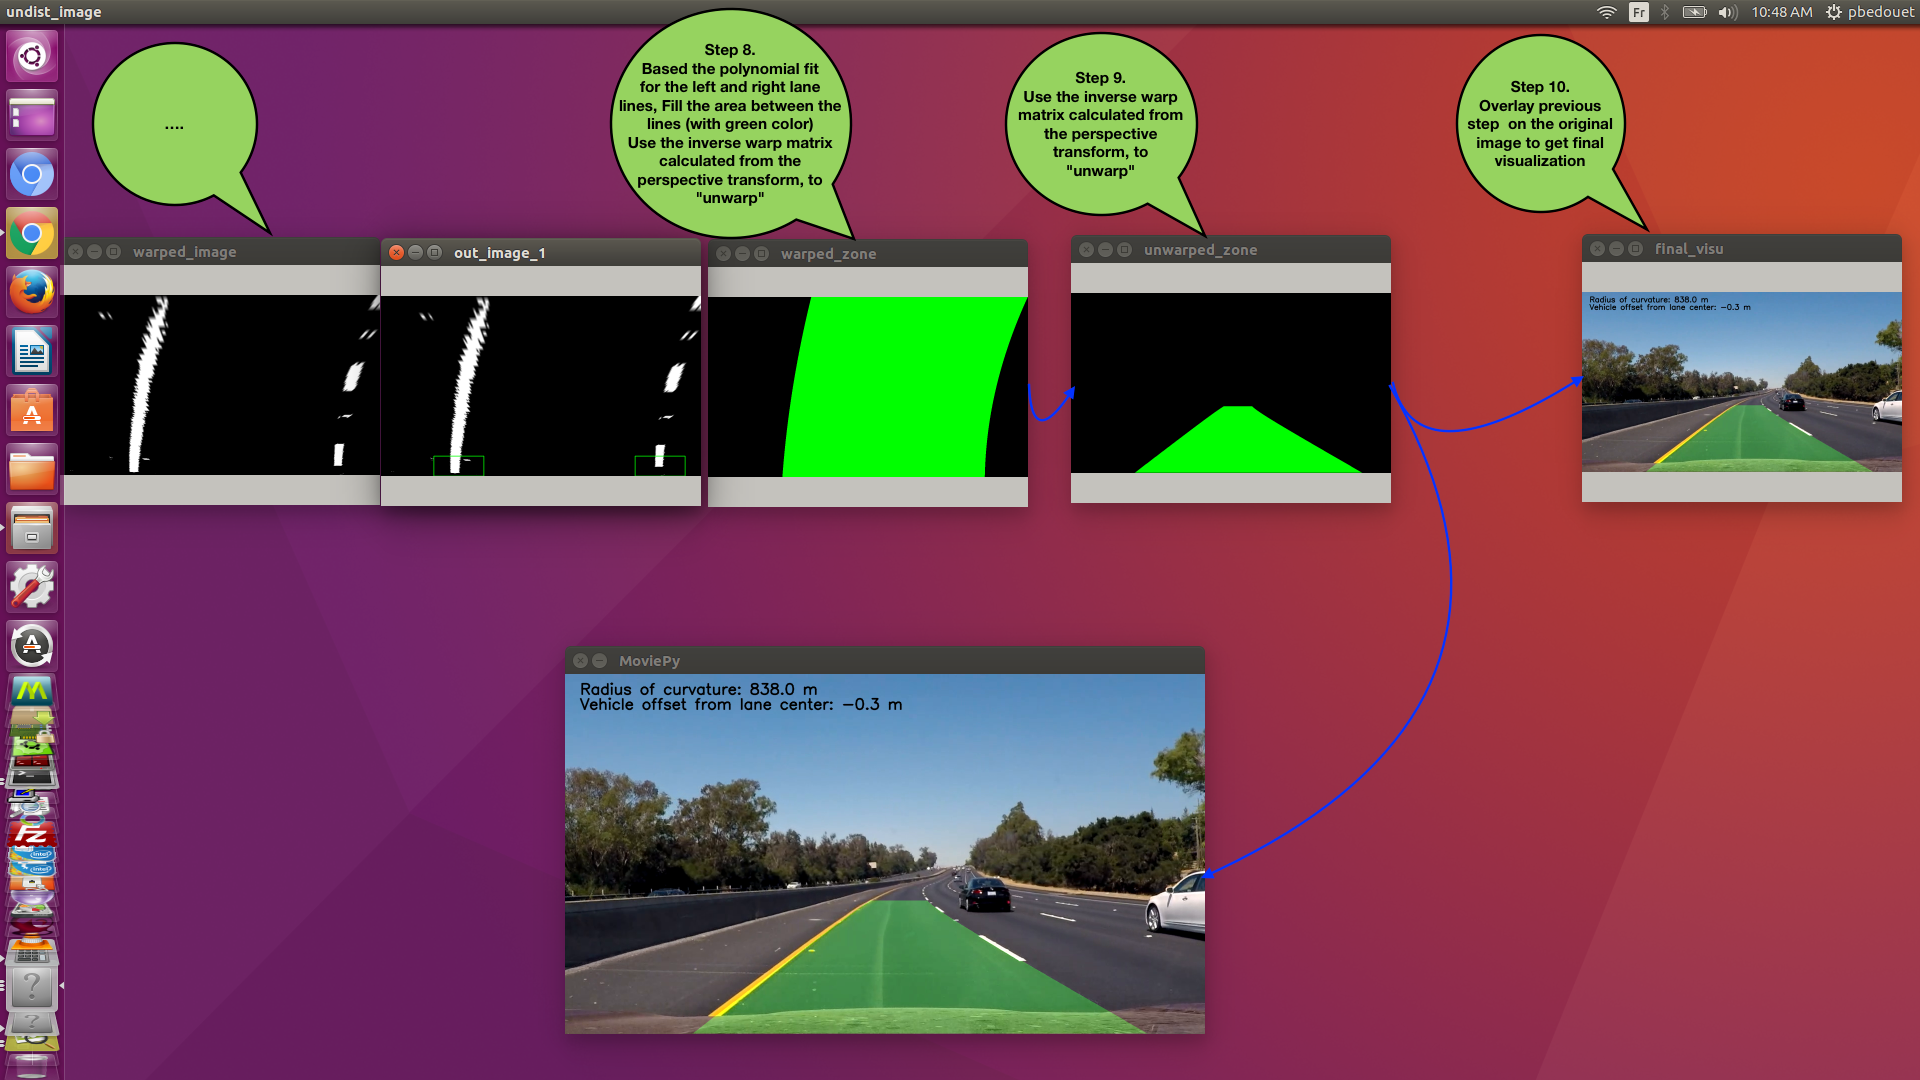 undist_image
Fr
10:48 AM
pbedouet
....
Step 8.
Based the polynomial fit
for the left and right lane
lines, Fill the area between the
lines (with green color)
Use the inverse warp matrix
calculated from the
perspective transform, to
"unwarp"
Step 9.
Use the inverse warp
matrix calculated from
the perspective
transform, to
"unwarp"
Step 10.
Overlay previous
step on the original
image to get final
visualization
warped_image
out_image_1
warped_zone
unwarped_zone
final_visu
Radius of curvature: 838.0 m
Vehicle offset from lane center: -0.3 m
MoviePy
Radius of curvature: 838.0 m
Vehicle offset from lane center: -0.3 m